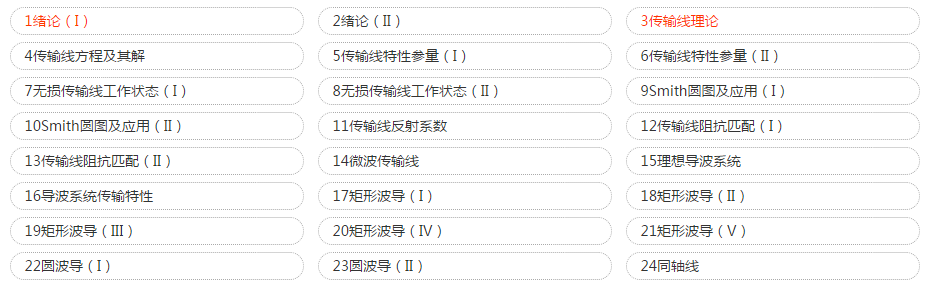 1绪论（Ⅰ）
2绪论（Ⅱ）
3传输线理论
4传输线方程及其解
5传输线特性参量（Ⅰ）
6传输线特性参量（Ⅱ）
7无损传输线工作状态（Ⅰ）
8无损传输线工作状态（Ⅱ）
9Smith圆图及应用（Ⅰ）
10Smith圆图及应用（Ⅱ）
11传输线反射系数
12传输线阻抗匹配（Ⅰ）
13传输线阻抗匹配（Ⅱ）
14微波传输线
15理想导波系统
16导波系统传输特性
17矩形波导（Ⅰ）
18矩形波导（Ⅱ）
19矩形波导（Ⅲ）
20矩形波导（Ⅳ）
21矩形波导（Ⅴ）
22圆波导（Ⅰ）
23圆波导（Ⅱ）
24同轴线